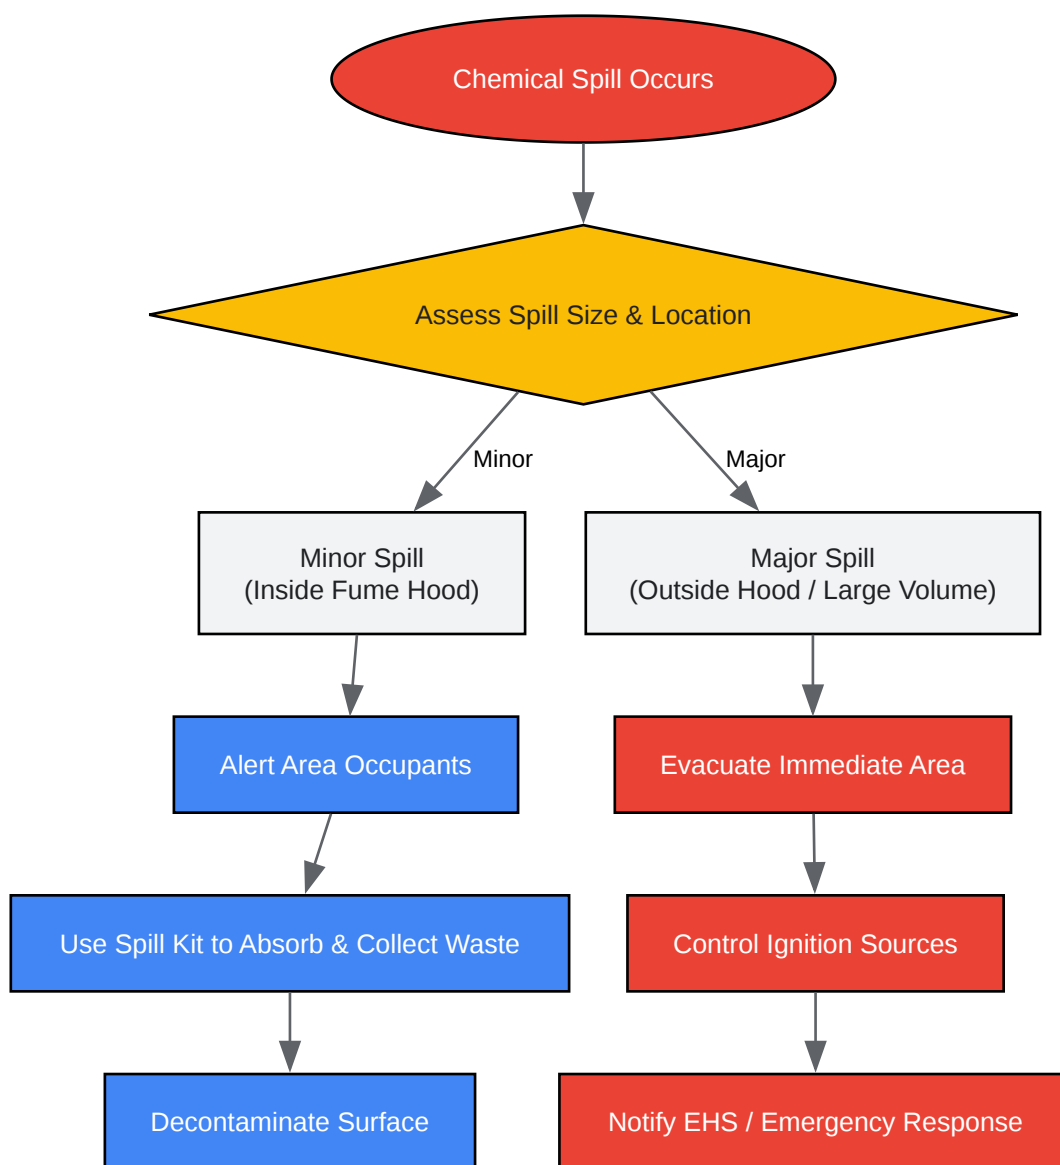 Chemical Spill Occurs
Assess Spill Size & Location
Minor
Major
Minor Spill
(Inside Fume Hood)
Major Spill
(Outside Hood / Large Volume)
Alert Area Occupants
Evacuate Immediate Area
Use Spill Kit to Absorb & Collect Waste
Control Ignition Sources
Decontaminate Surface
Notify EHS / Emergency Response